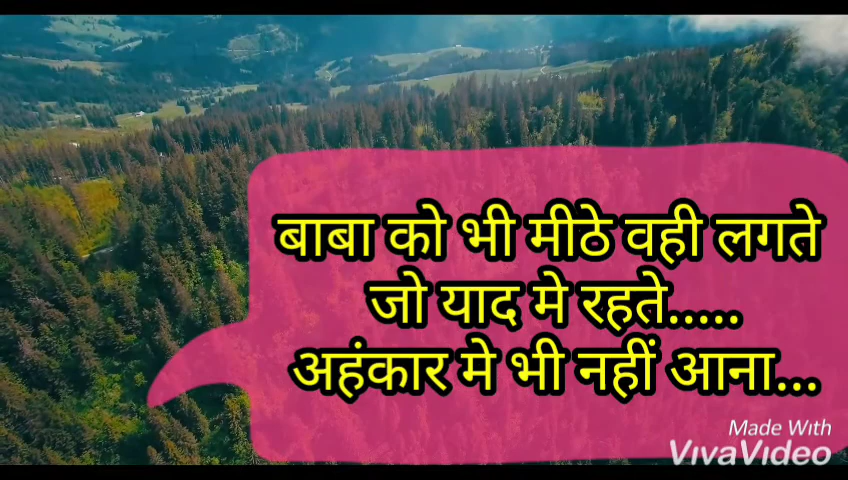 बाबा को भी मीठे वही लगते
जो याद मे रहते.....
अहंकार मे भी नहीं आना...
Made With
VivaVideo